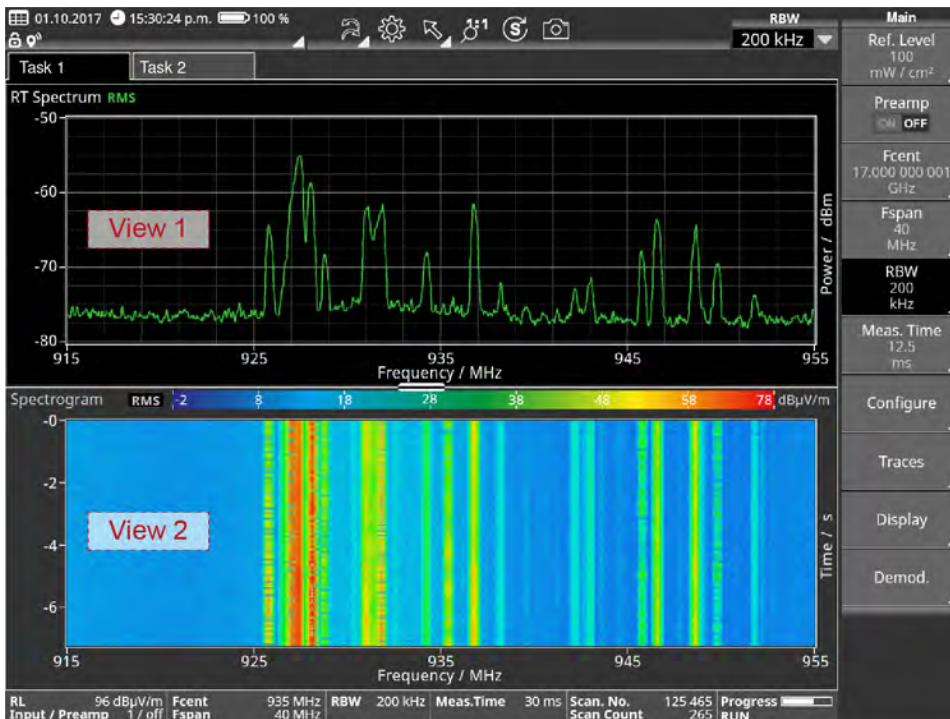 01.10.2017 15:30:24 p.m. 100 %
1:1 S
RBW
200 kHz
Main
Ref. Level
100
mW / cm²
Preamp
ON OFF
Fcent
17.000 000 001
GHz
Fspan
40
MHz
RBW
200
kHz
Meas. Time
12.5
ms
Configure
Traces
Display
Demod.
Task 1 Task 2
RT Spectrum RMS
-50
-60
-70
-80
View 1
Power / dBm
915 925 935 945 955
Frequency / MHz
Spectrogram RMS -2 8 18 28 38 48 58 78 dBµV/m
-0
-2
-4
-6
View 2
Time / s
915 925 935 945 955
Frequency / MHz
RL 96 dBµV/m Fcent 935 MHz RBW 200 kHz Meas.Time 30 ms Scan. No. 125 465 Progress
Input / Preamp 1 / off Fspan 40 MHz Scan Count 265 RUN